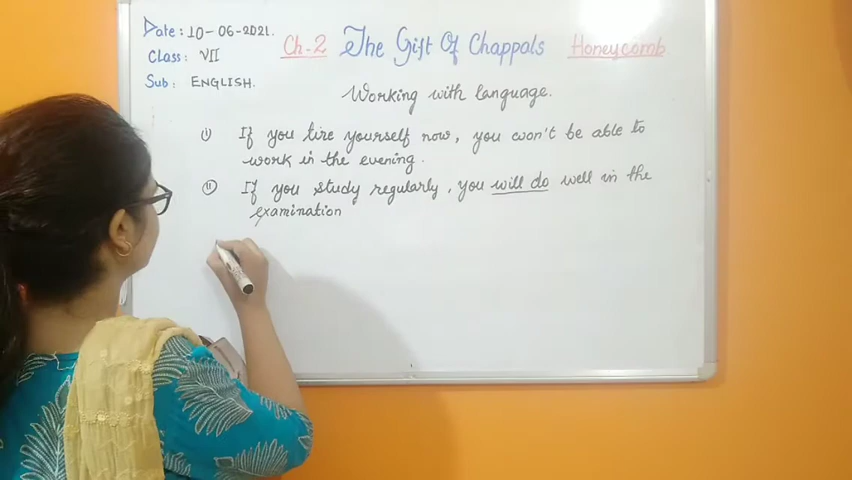 Date: 10-06-2021.
Ch-2 The Gift Of Chappals Honeycomb
Class: VII
Sub: ENGLISH.
Working with language.
(i) If you tire yourself now, you won't be able to
work in the evening.
(ii) If you study regularly, you will do well in the
examination